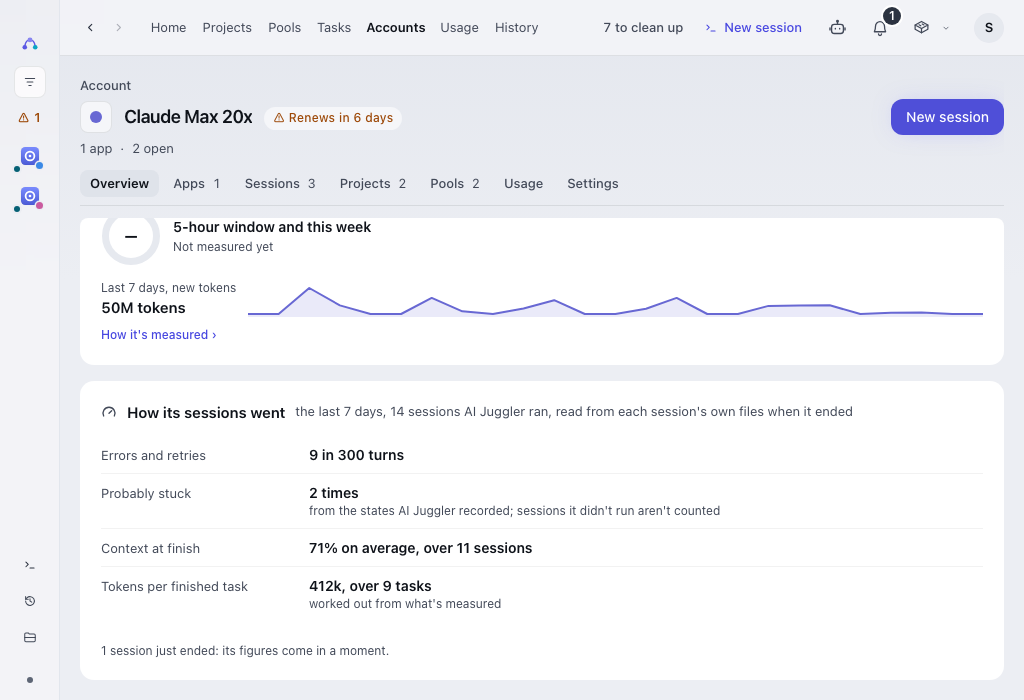 Home Projects Pools Tasks Accounts Usage History 7 to clean up New session 1 S
1
Account
Claude Max 20x Renews in 6 days New session
1 app · 2 open
Overview Apps 1 Sessions 3 Projects 2 Pools 2 Usage Settings
– 5-hour window and this week
Not measured yet
Last 7 days, new tokens
50M tokens
How it's measured ›
How its sessions went the last 7 days, 14 sessions AI Juggler ran, read from each session's own files when it ended
Errors and retries 9 in 300 turns
Probably stuck 2 times
from the states AI Juggler recorded; sessions it didn't run aren't counted
Context at finish 71% on average, over 11 sessions
Tokens per finished task 412k, over 9 tasks
worked out from what's measured
1 session just ended: its figures come in a moment.